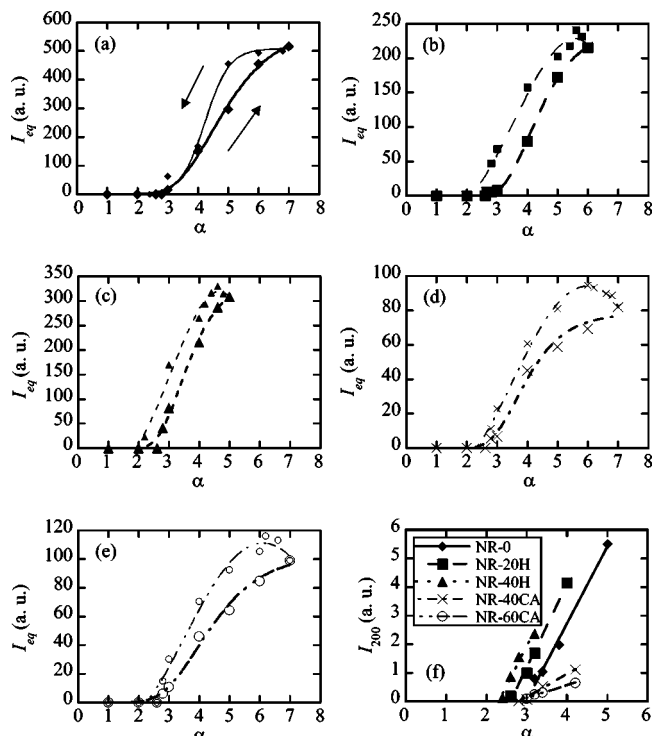 (a)
600
500
400
300
200
100
0
I_eq (a. u.)
0 1 2 3 4 5 6 7 8
α
(b)
250
200
150
100
50
0
I_eq (a. u.)
0 1 2 3 4 5 6 7 8
α
(c)
350
300
250
200
150
100
50
0
I_eq (a. u.)
0 1 2 3 4 5 6 7 8
α
(d)
100
80
60
40
20
0
I_eq (a. u.)
0 1 2 3 4 5 6 7 8
α
(e)
120
100
80
60
40
20
0
I_eq (a. u.)
0 1 2 3 4 5 6 7 8
α
6
5
4
3
2
1
0
I_200 (a. u.)
NR-0
NR-20H
NR-40H
NR-40CA
NR-60CA
(f)
0 1 2 3 4 5 6
α